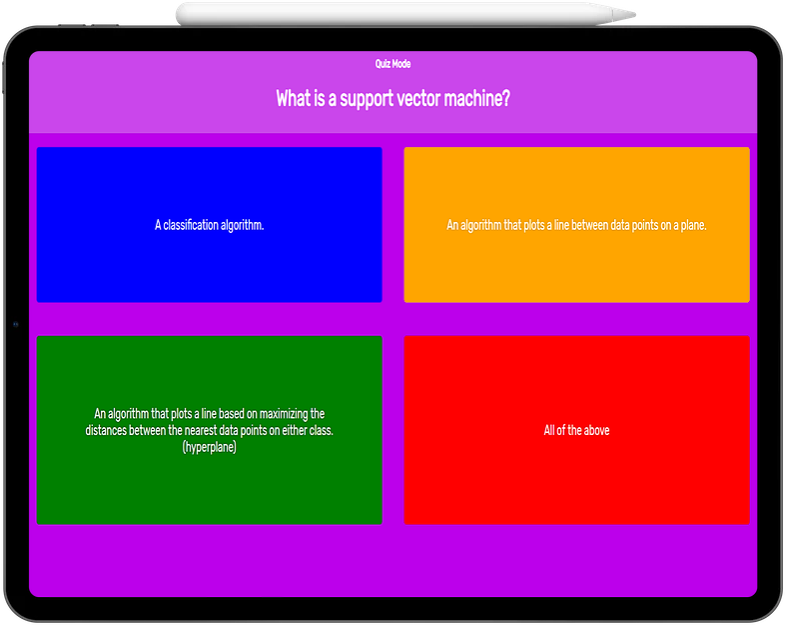 Quiz Mode
What is a support vector machine?
A classification algorithm.
An algorithm that plots a line between data points on a plane.
An algorithm that plots a line based on maximizing the
distances between the nearest data points on either class.
(hyperplane)
All of the above